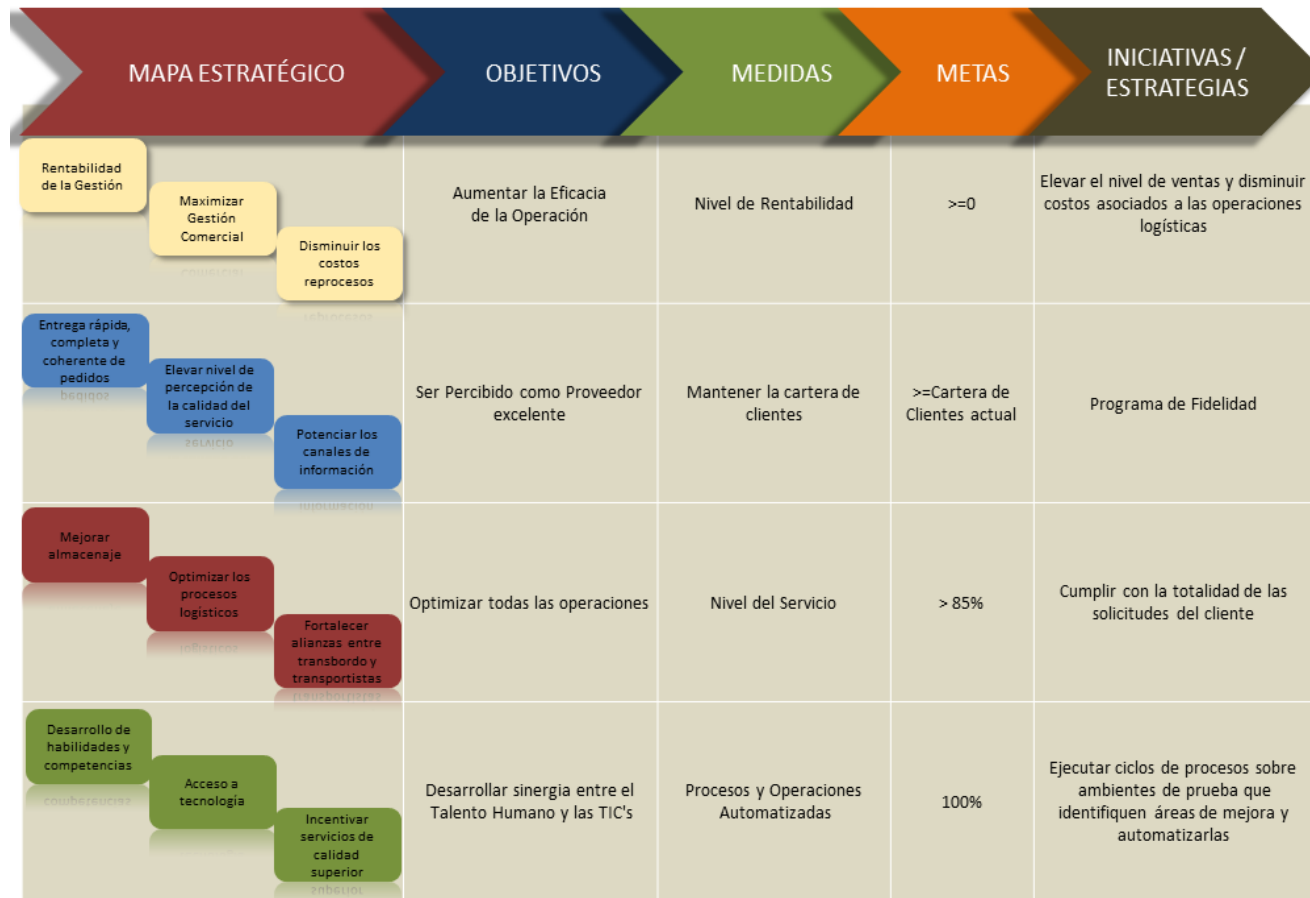 MAPA ESTRATÉGICO
OBJETIVOS
MEDIDAS
METAS
INICIATIVAS /
ESTRATEGIAS
Rentabilidad
de la Gestión
Maximizar
Gestión
Comercial
Disminuir los
costos
reprocesos
Aumentar la Eficacia
de la Operación
Nivel de Rentabilidad
>=0
Elevar el nivel de ventas y disminuir
costos asociados a las operaciones
logísticas
Entrega rápida,
completa y
coherente de
pedidos
Elevar nivel de
percepción de
la calidad del
servicio
Potenciar los
canales de
información
Ser Percibido como Proveedor
excelente
Mantener la cartera de
clientes
>=Cartera de
Clientes actual
Programa de Fidelidad
Mejorar
almacenaje
Optimizar los
procesos
logísticos
Fortalecer
alianzas entre
transbordo y
transportistas
Optimizar todas las operaciones
Nivel del Servicio
> 85%
Cumplir con la totalidad de las
solicitudes del cliente
Desarrollo de
habilidades y
competencias
Acceso a
tecnología
Incentivar
servicios de
calidad
superior
Desarrollar sinergia entre el
Talento Humano y las TIC's
Procesos y Operaciones
Automatizadas
100%
Ejecutar ciclos de procesos sobre
ambientes de prueba que
identifiquen áreas de mejora y
automatizarlas